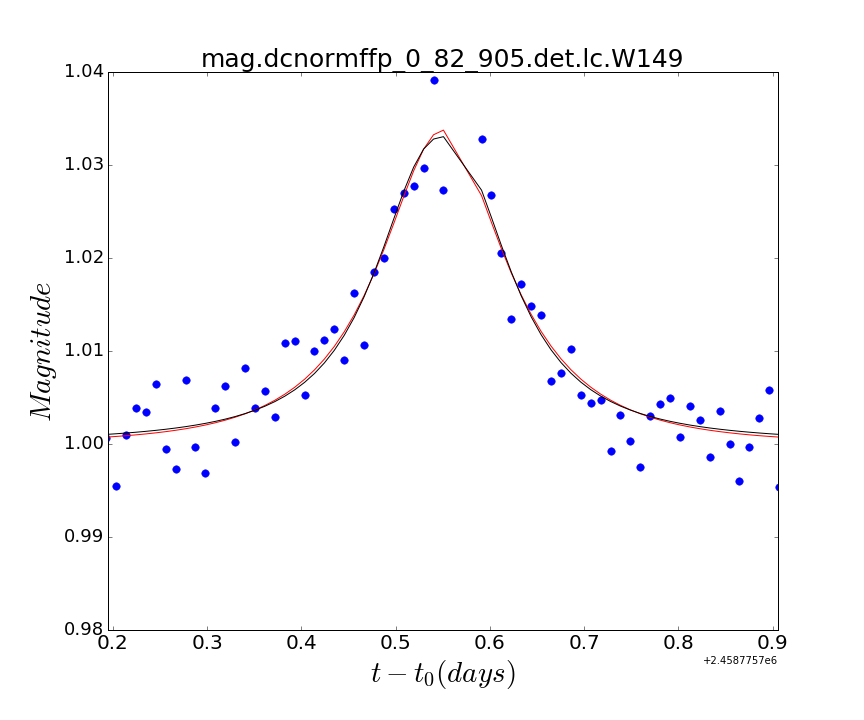 mag.dcnormffp_0_82_905.det.lc.W149
1.04
1.03
1.02
1.01
1.00
0.99
0.98
Magnitude
0.2 0.3 0.4 0.5 0.6 0.7 0.8 0.9
+2.4587757e6
t − t₀(days)